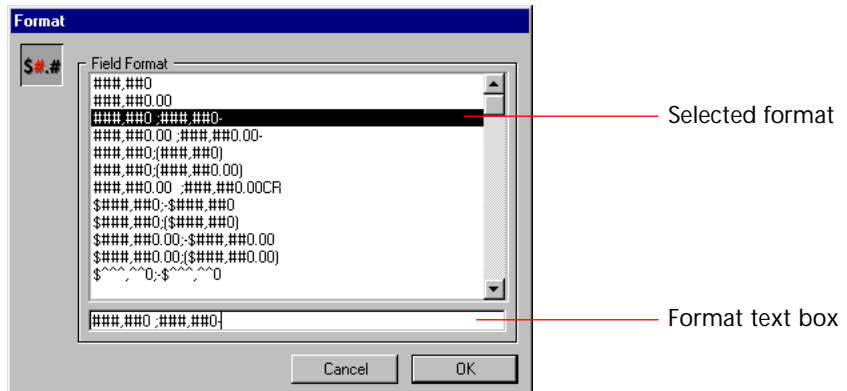 Format
$#.#
Field Format
###,##0
###,##0.00
###,##0 ;###,##0-
Selected format
###,##0.00 ;###,##0.00-
###,##0;(###,##0)
###,##0;(###,##0.00)
###,##0.00  ;###,##0.00CR
$###,##0;-$###,##0
$###,##0;($###,##0)
$###,##0.00;-$###,##0.00
$###,##0.00;($###,##0.00)
$^^^,^^0;-$^^^,^^0
###,##0 ;###,##0-
Format text box
Cancel
OK